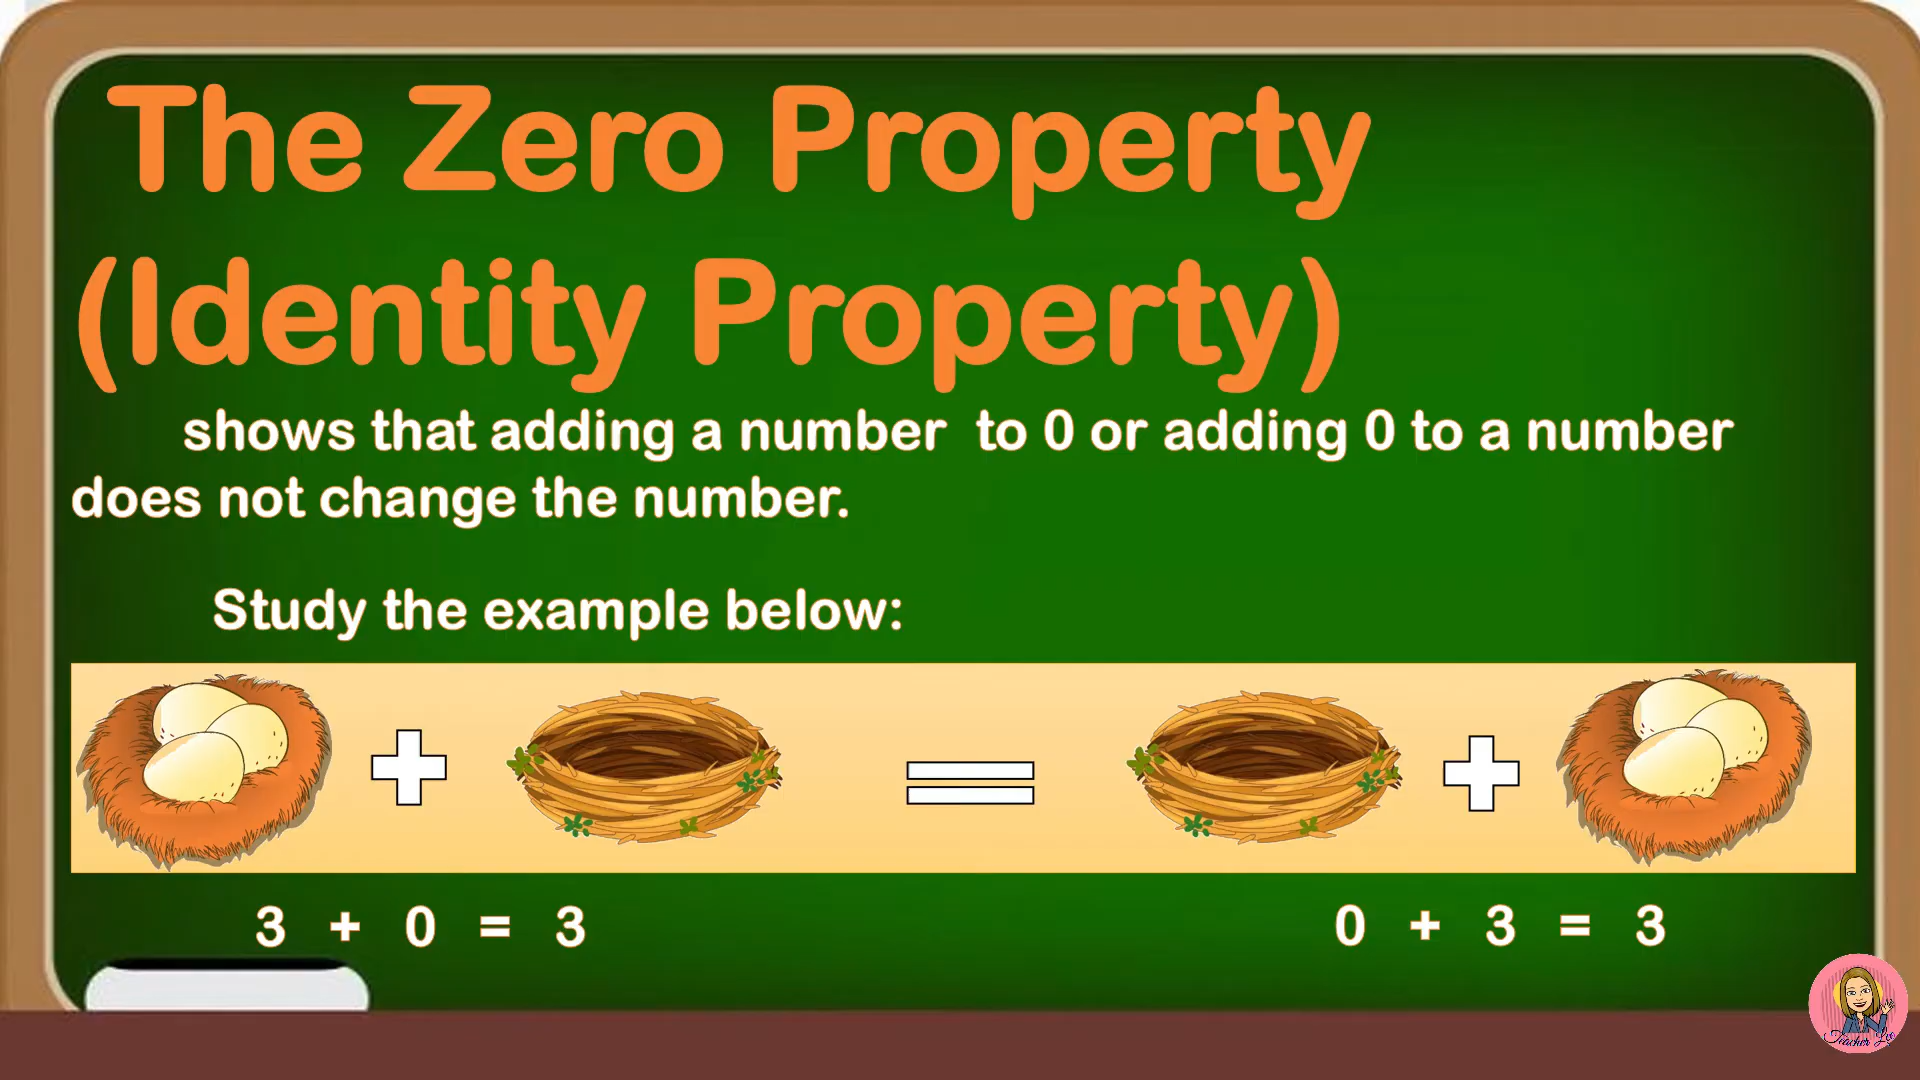 The Zero Property
(Identity Property)
shows that adding a number to 0 or adding 0 to a number
does not change the number.
Study the example below:
3 + 0 = 3
0 + 3 = 3
Teacher